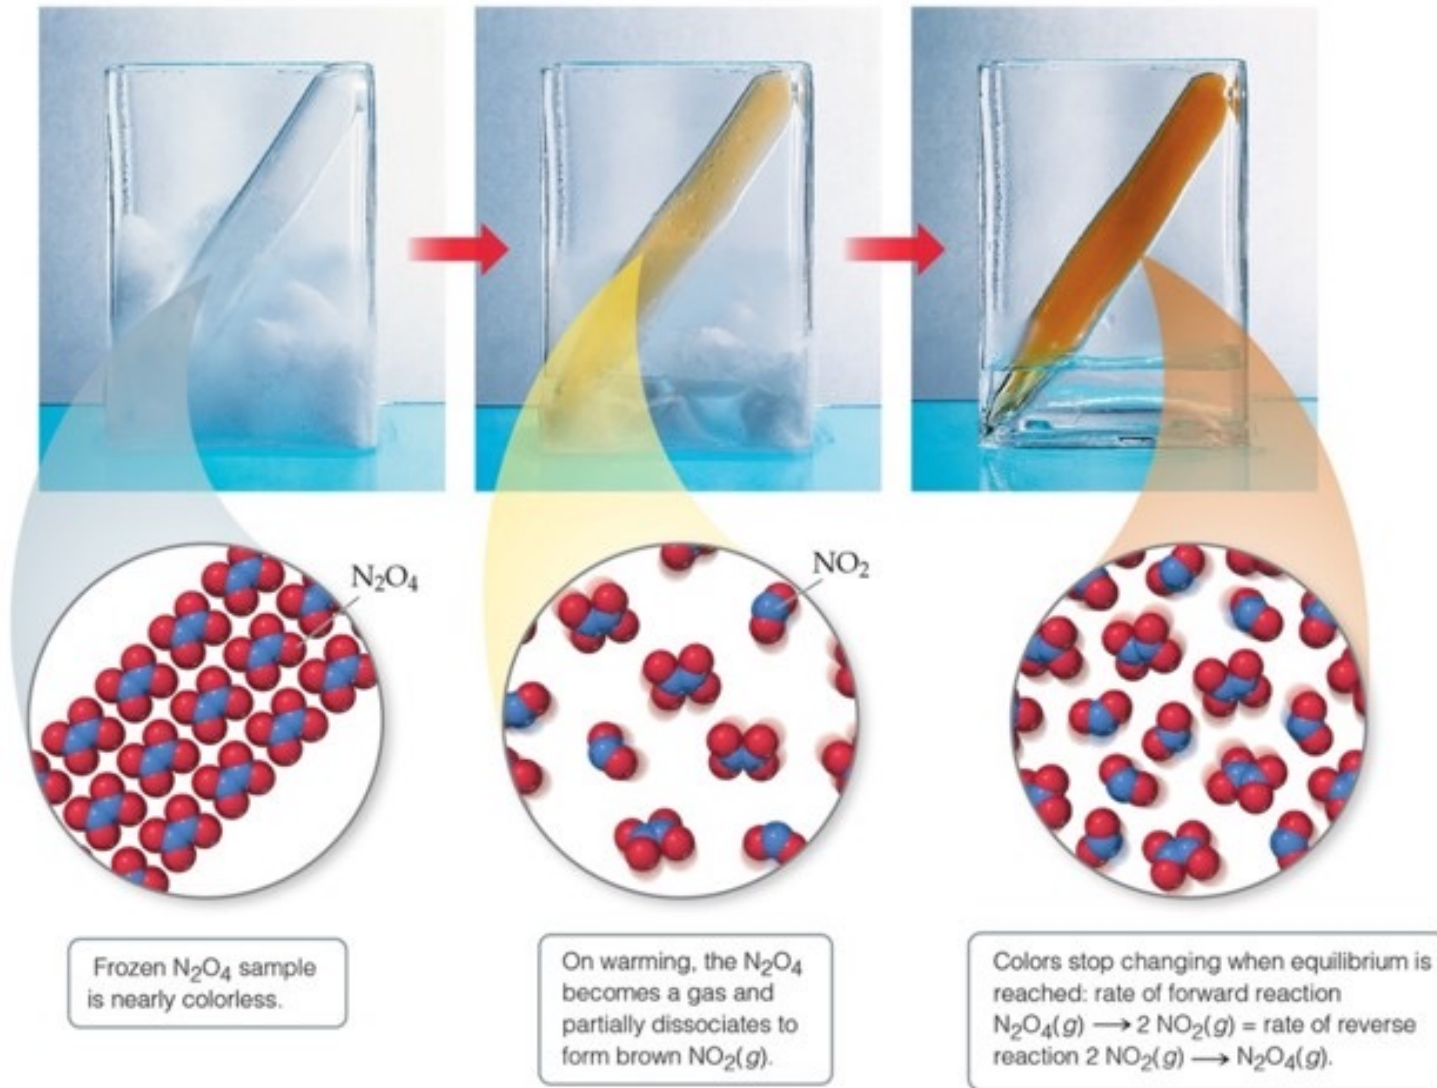 N₂O₄
NO₂
Frozen N₂O₄ sample
is nearly colorless.
On warming, the N₂O₄
becomes a gas and
partially dissociates to
form brown NO₂(g).
Colors stop changing when equilibrium is
reached: rate of forward reaction
N₂O₄(g) ⟶ 2 NO₂(g) = rate of reverse
reaction 2 NO₂(g) ⟶ N₂O₄(g).